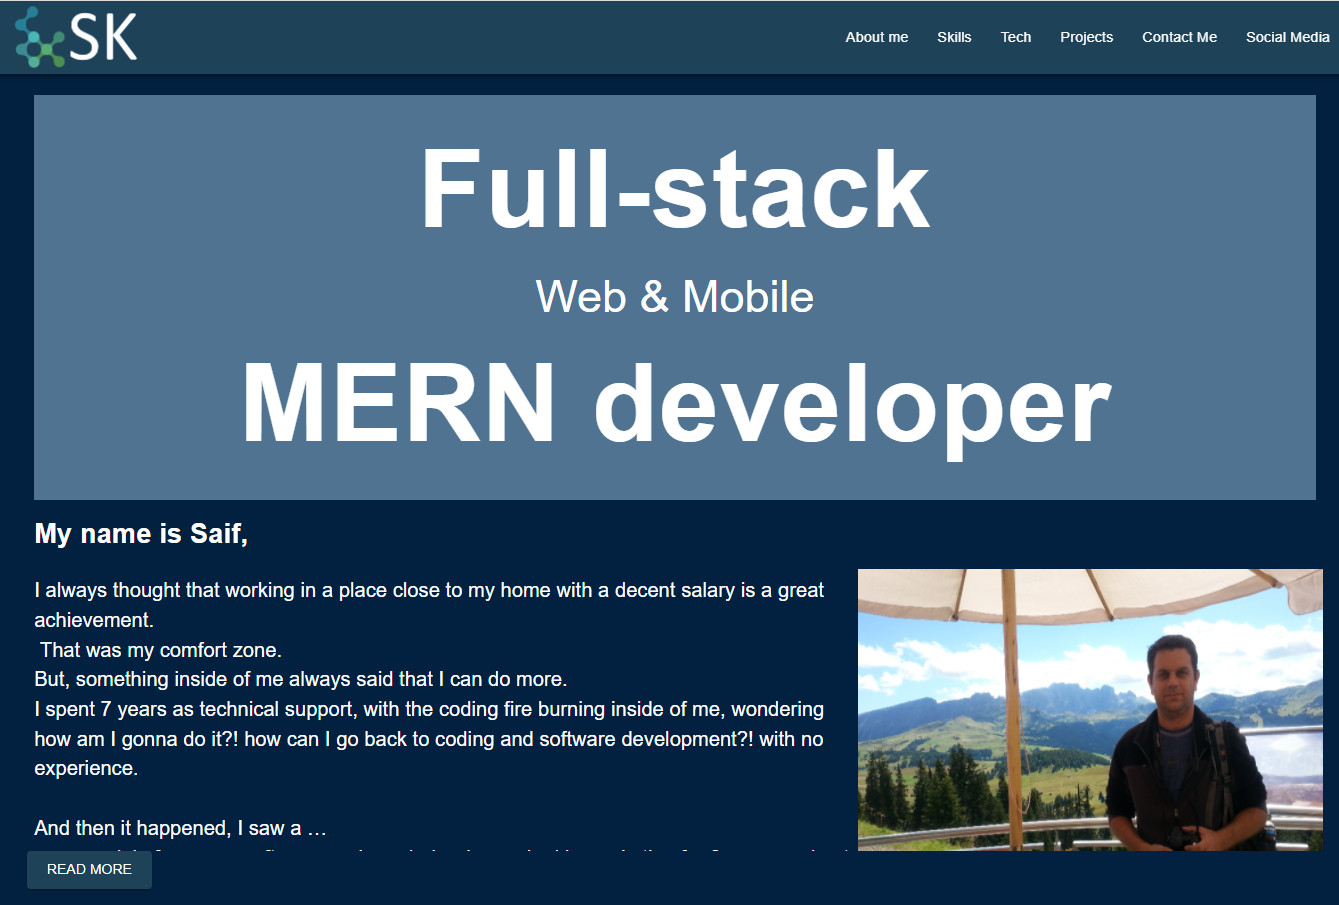 SK
About me Skills Tech Projects Contact Me Social Media
Full-stack
Web & Mobile
MERN developer
My name is Saif,
I always thought that working in a place close to my home with a decent salary is a great
achievement.
That was my comfort zone.
But, something inside of me always said that I can do more.
I spent 7 years as technical support, with the coding fire burning inside of me, wondering
how am I gonna do it?! how can I go back to coding and software development?! with no
experience.
And then it happened, I saw a …
READ MORE